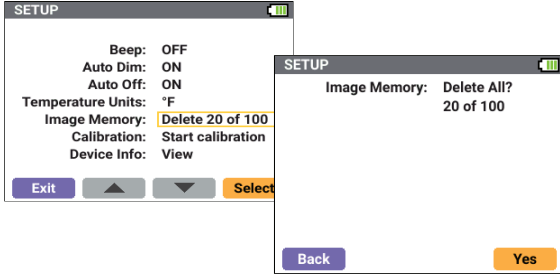 SETUP
Beep: OFF
Auto Dim: ON
Auto Off: ON
Temperature Units: °F
Image Memory: Delete 20 of 100
Calibration: Start calibration
Device Info: View
Exit Select
SETUP
Image Memory: Delete All?
20 of 100
Back Yes